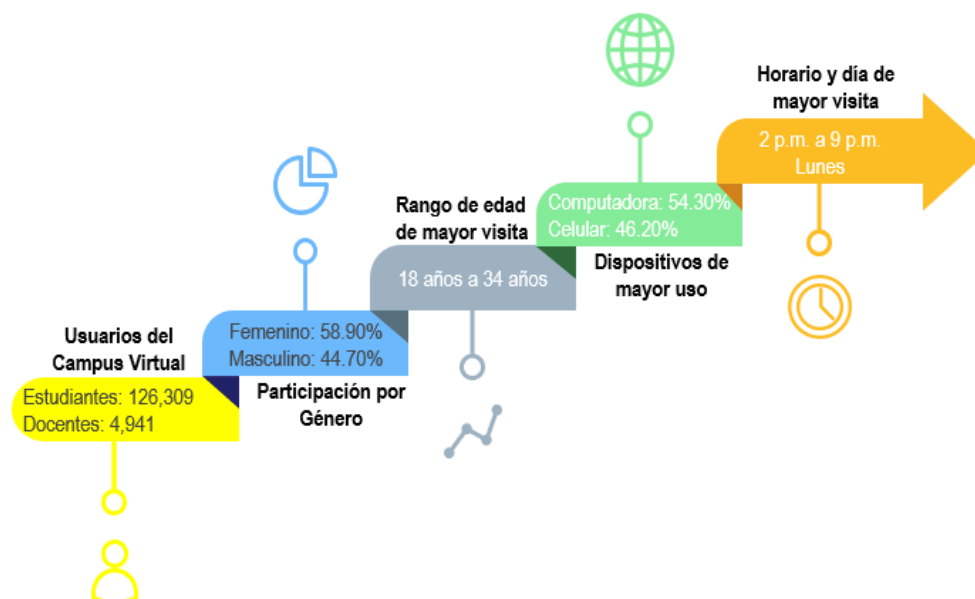 Usuarios del
Campus Virtual
Estudiantes: 126,309
Docentes: 4,941
Femenino: 58.90%
Masculino: 44.70%
Participación por
Género
Rango de edad
de mayor visita
18 años a 34 años
Computadora: 54.30%
Celular: 46.20%
Dispositivos de
mayor uso
Horario y día de
mayor visita
2 p.m. a 9 p.m.
Lunes